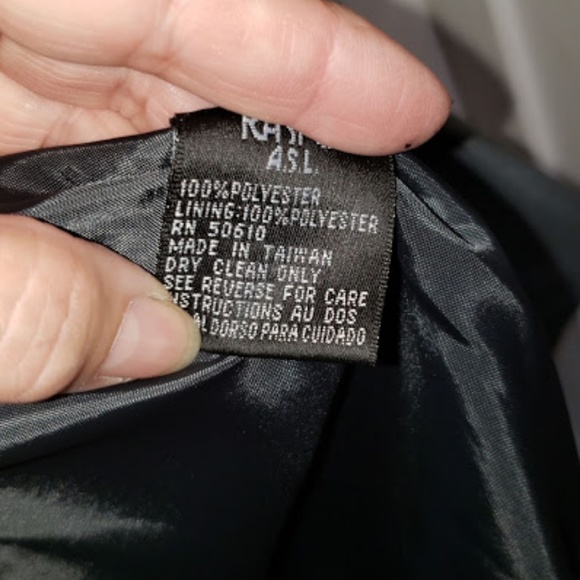 A.S.L.
100% POLYESTER
LINING-100% POLYESTER
RN 50610
MADE IN TAIWAN
DRY CLEAN ONLY
SEE REVERSE FOR CARE
INSTRUCTIONS AU DOS
AL DORSO PARA CUIDADO